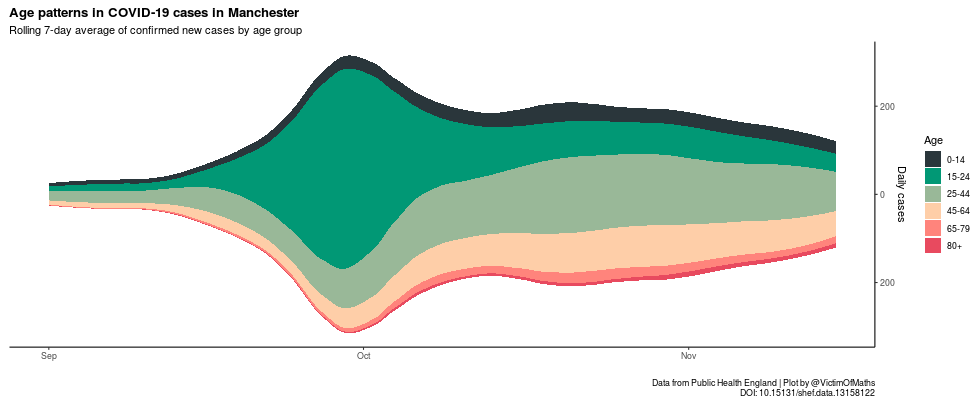 Age patterns in COVID-19 cases in Manchester
Rolling 7-day average of confirmed new cases by age group
200
0
200
Daily cases
Age
0-14
15-24
25-44
45-64
65-79
80+
Sep
Oct
Nov
Data from Public Health England | Plot by @VictimOfMaths
DOI: 10.15131/shef.data.13158122